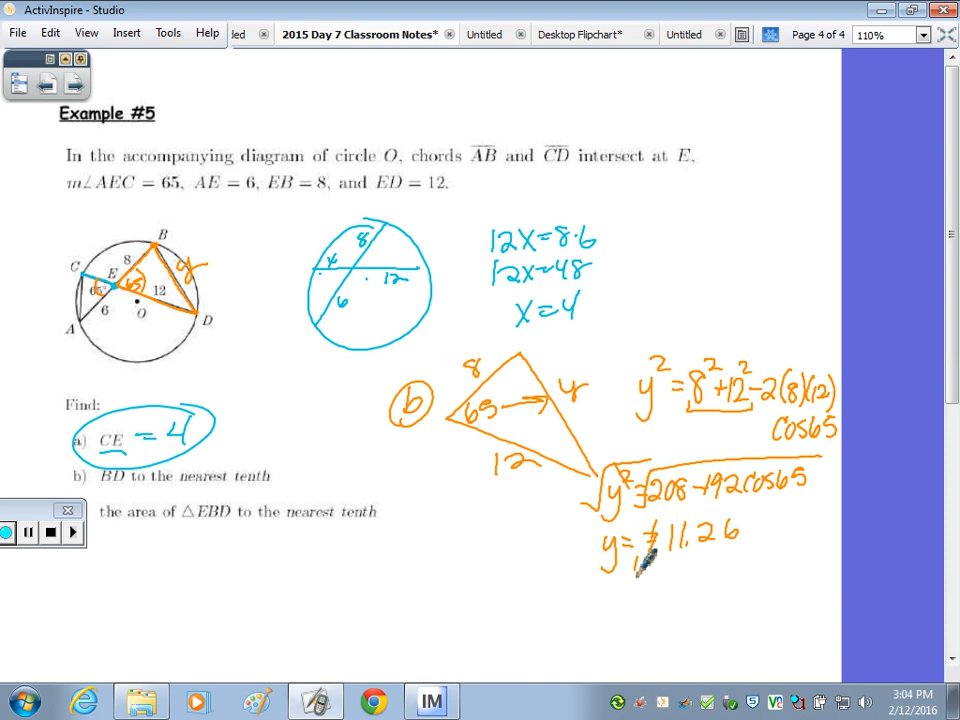 ActivInspire - Studio
File Edit View Insert Tools Help
led
2015 Day 7 Classroom Notes*
Untitled
Desktop Flipchart*
Untitled
Page 4 of 4
110%
Example #5
In the accompanying diagram of circle O, chords AB and CD intersect at E,
m∠AEC = 65, AE = 6, EB = 8, and ED = 12.
B
C
8
y
E
65°
65
12
6
O
A
D
8
x
12
6
12x=8·6
12x=48
x=4
Find:
a) CE = 4
b) BD to the nearest tenth
the area of △EBD to the nearest tenth
b
8
y
65
12
y²=8²+12²-2(8)(12)
cos65
√y²=√208-192cos65
y= ± 11.26
IM
V2
3:04 PM
2/12/2016